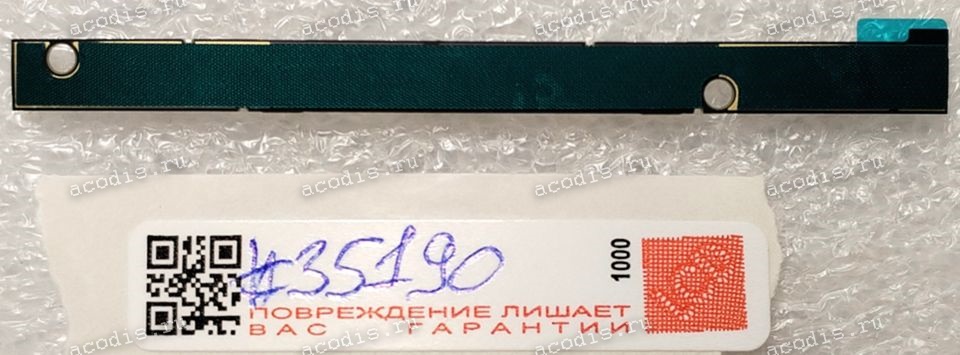 acodis.ru
#35190
1000
ПОВРЕЖДЕНИЕ ЛИШАЕТ
ВАС ГАРАНТИИ